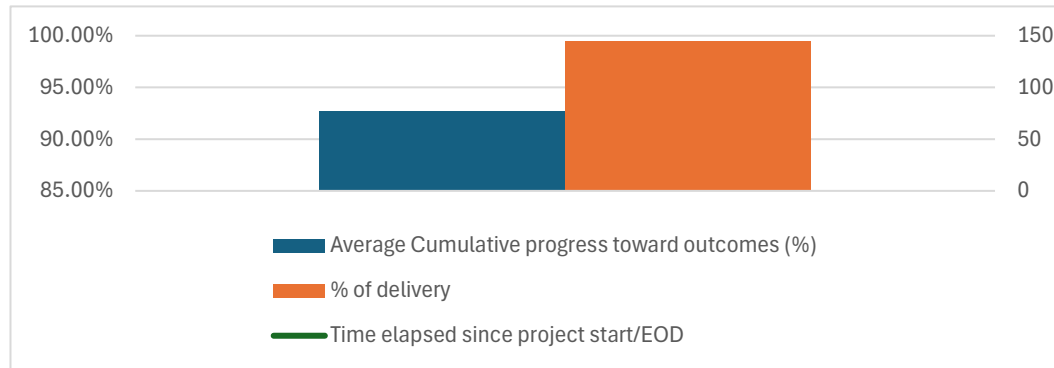 100.00% 150
95.00% 100
90.00% 50
85.00% 0
Average Cumulative progress toward outcomes (%)
% of delivery
Time elapsed since project start/EOD